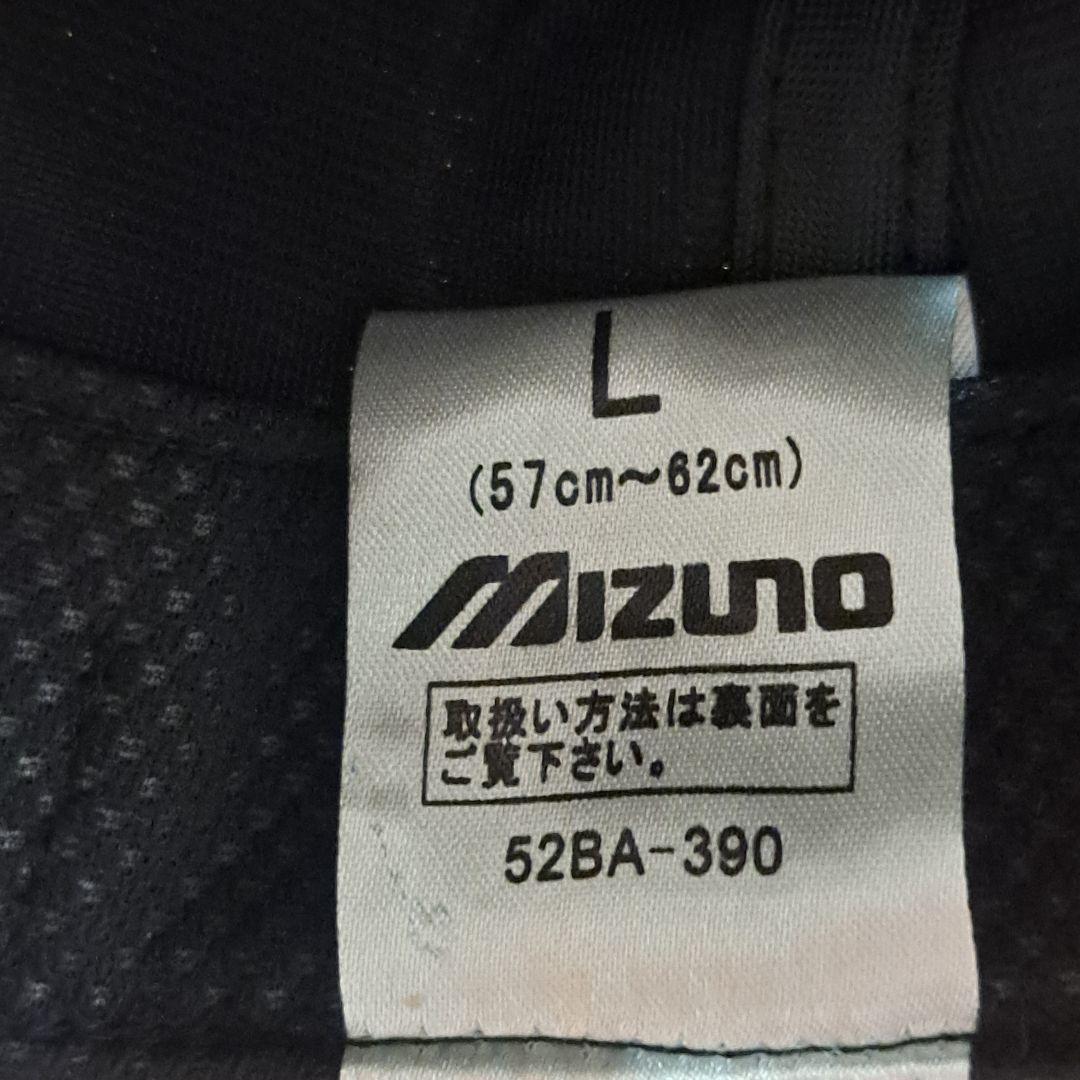 L
(57cm～62cm)
MIZUNO
取扱い方法は裏面を
ご覧下さい。
52BA-390